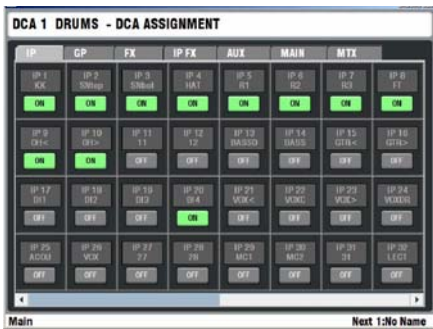 DCA 1 DRUMS - DCA ASSIGNMENT
IP GP FX IP FX AUX MAIN MTX
IP 1 IP 2 IP 3 IP 4 IP 5 IP 6 IP 7 IP 8
KK SNtop SNbot HAT R1 R2 R3 FT
ON ON ON ON ON ON ON ON
IP 9 IP 10 IP 11 IP 12 IP 13 IP 14 IP 15 IP 16
OH< OH> 11 12 BASSD BASS GTR< GTR>
ON ON OFF OFF OFF OFF OFF OFF
IP 17 IP 18 IP 19 IP 20 IP 21 IP 22 IP 23 IP 24
DI1 DI2 DI3 DI4 VOX< VOXC VOX>
OFF OFF OFF ON OFF OFF OFF OFF
IP 25 IP 26 IP 27 IP 28 IP 29 IP 30 IP 31 IP 32
ACOU VOX 27 28 MC1 MC2 31 LEC1
OFF OFF OFF OFF OFF OFF OFF OFF
Main Next 1:No Name